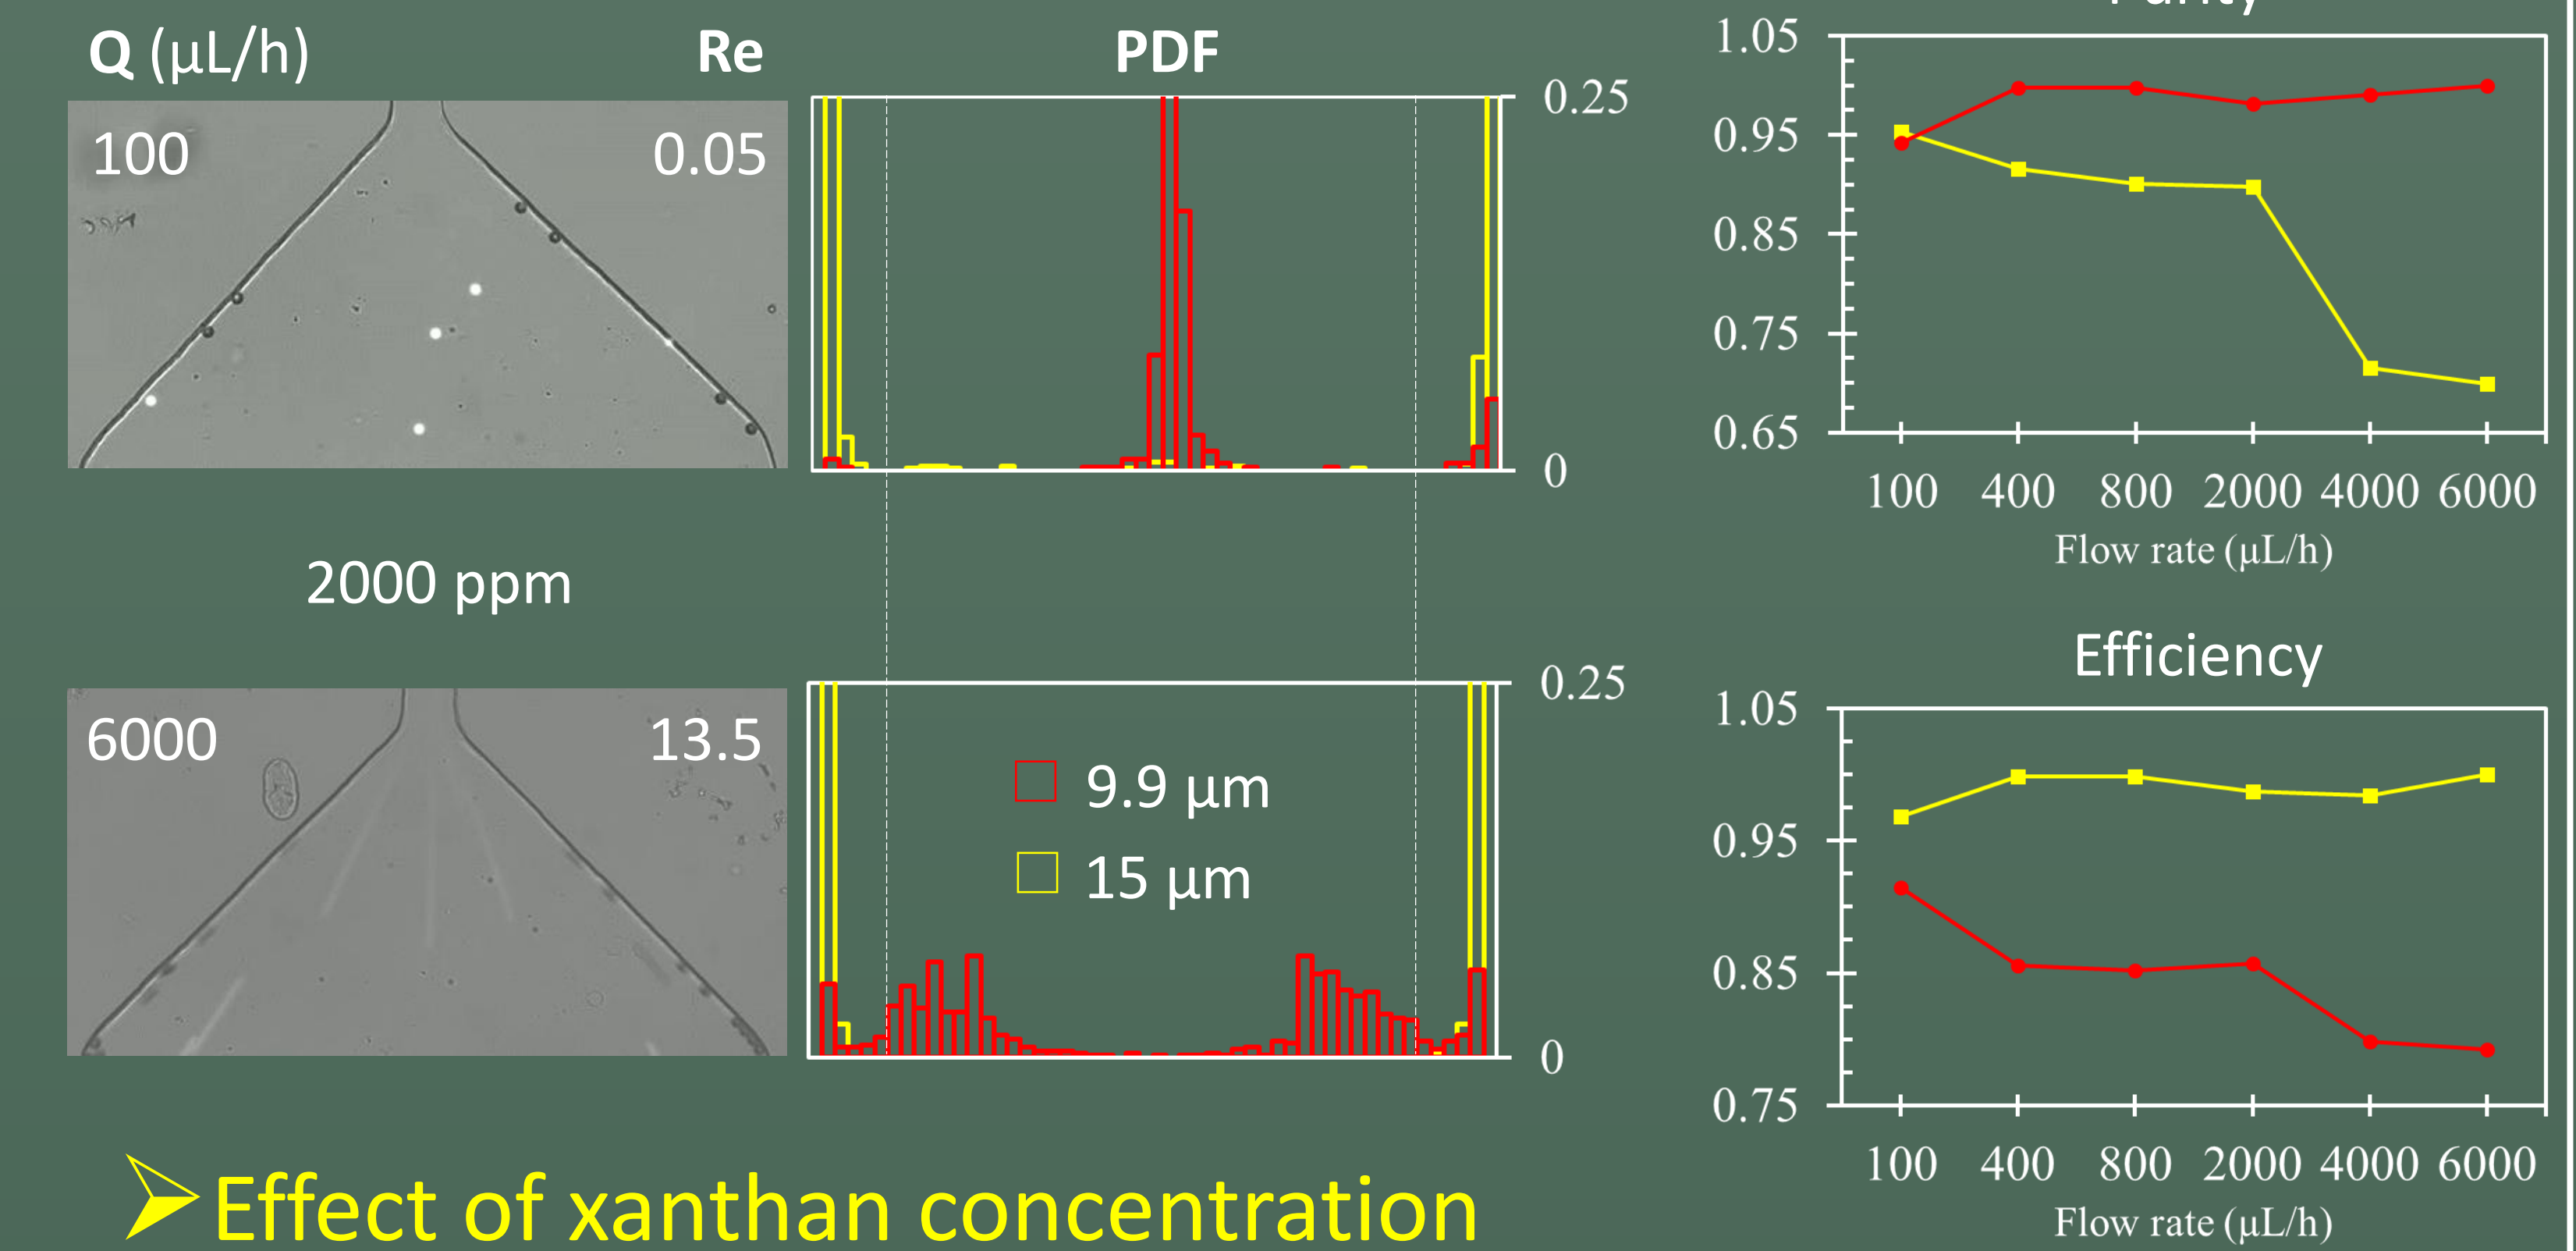 Q (µL/h) Re PDF
100 0.05
0.25
0
2000 ppm
6000 13.5
0.25
9.9 µm
15 µm
0
1.05
0.95
0.85
0.75
0.65
100 400 800 2000 4000 6000
Flow rate (µL/h)
Efficiency
1.05
0.95
0.85
0.75
100 400 800 2000 4000 6000
Flow rate (µL/h)
Effect of xanthan concentration